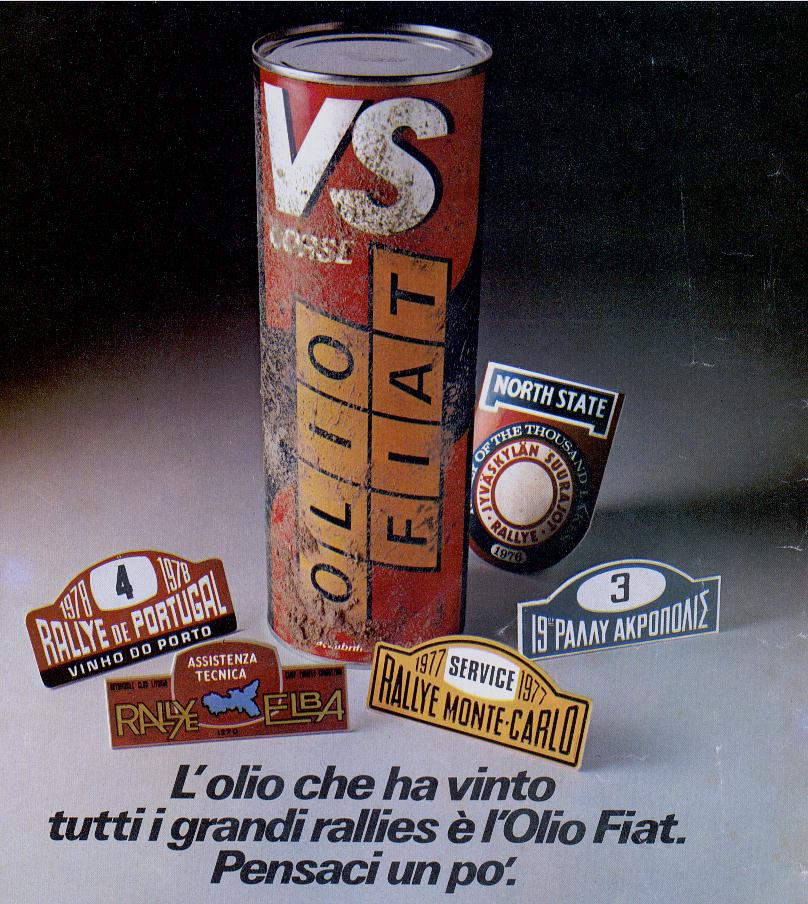 VS
CORSE
OLIO
FIAT
NORTH STATE
OF THE THOUSAND
JYVÄSKYLÄN SUURAJOT
RALLYE
1976
1978 4 1978
RALLYE DE PORTUGAL
VINHO DO PORTO
ASSISTENZA
TECNICA
RALLYE ELBA
3
19 ΡΑΛΛΥ ΑΚΡΟΠΟΛΙΣ
1977 SERVICE 1977
RALLYE MONTE-CARLO
L'olio che ha vinto
tutti i grandi rallies è l'Olio Fiat.
Pensaci un po'.